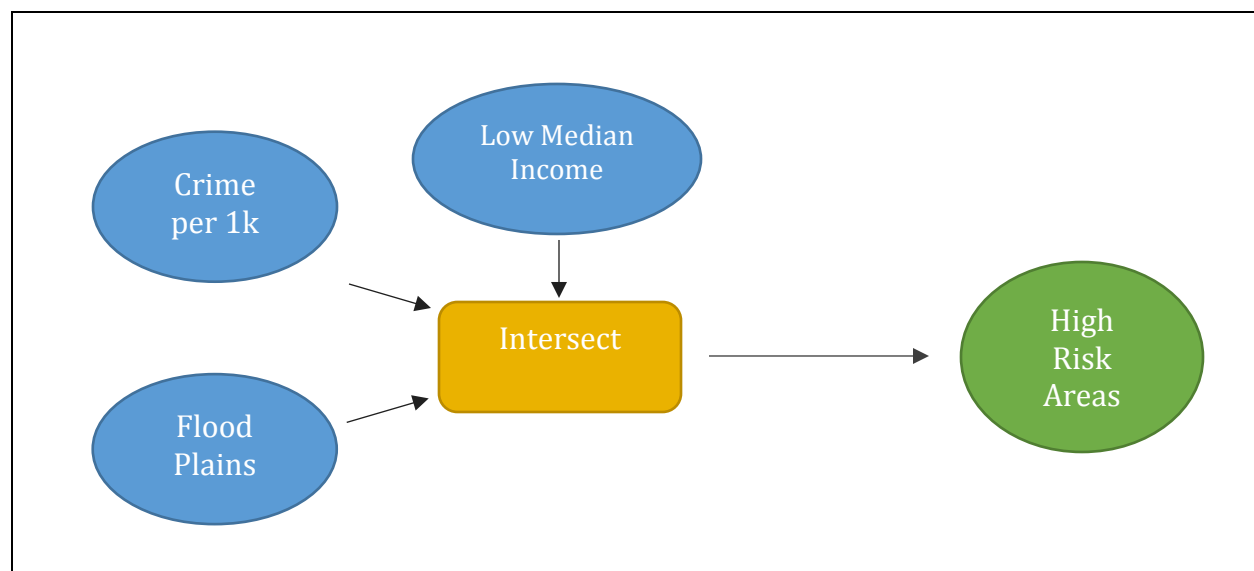 Low Median
Income
Crime
per 1k
Intersect
High
Risk
Areas
Flood
Plains